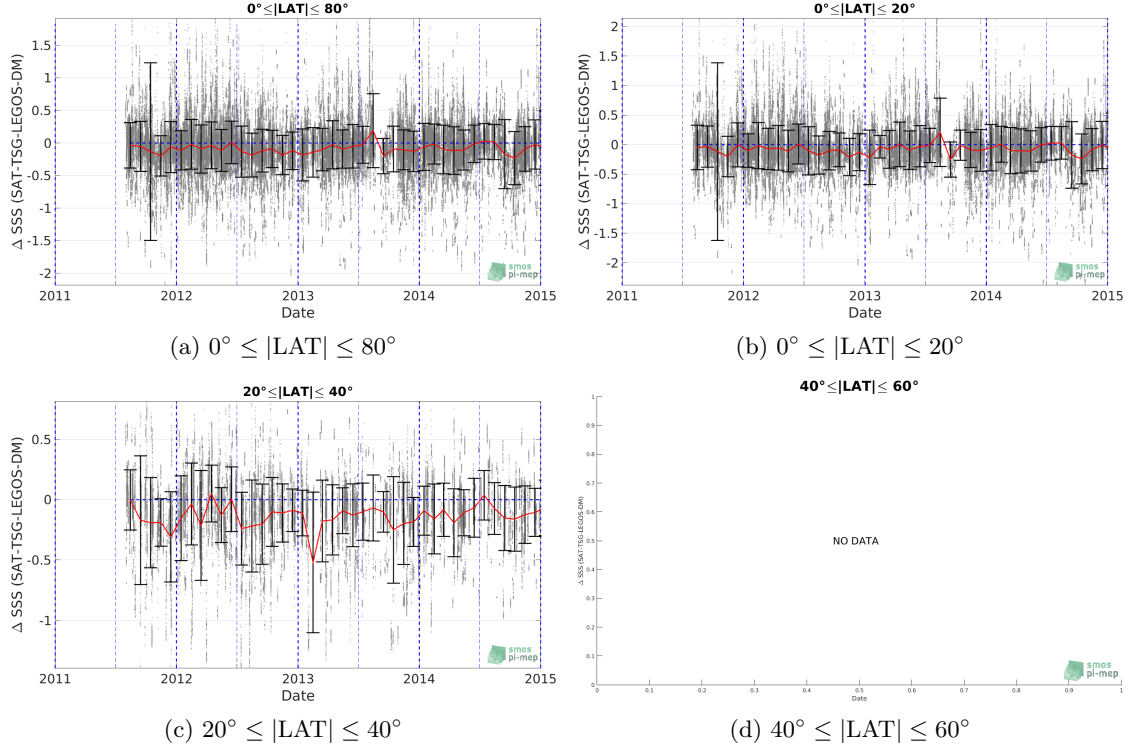 0°≤|LAT|≤ 80°
Δ SSS (SAT-TSG-LEGOS-DM)
1.5
1
0.5
0
-0.5
-1
-1.5
-2
2011 2012 2013 2014 2015
Date
smos
pi-mep
(a) 0° ≤ |LAT| ≤ 80°
0°≤|LAT|≤ 20°
Δ SSS (SAT-TSG-LEGOS-DM)
2
1.5
1
0.5
0
-0.5
-1
-1.5
-2
2011 2012 2013 2014 2015
Date
smos
pi-mep
(b) 0° ≤ |LAT| ≤ 20°
20°≤|LAT|≤ 40°
Δ SSS (SAT-TSG-LEGOS-DM)
0.5
0
-0.5
-1
2011 2012 2013 2014 2015
Date
smos
pi-mep
(c) 20° ≤ |LAT| ≤ 40°
40°≤|LAT|≤ 60°
Δ SSS (SAT-TSG-LEGOS-DM)
1
0.9
0.8
0.7
0.6
0.5
0.4
0.3
0.2
0.1
0
NO DATA
0 0.1 0.2 0.3 0.4 0.5 0.6 0.7 0.8 0.9 1
Date
smos
pi-mep
(d) 40° ≤ |LAT| ≤ 60°